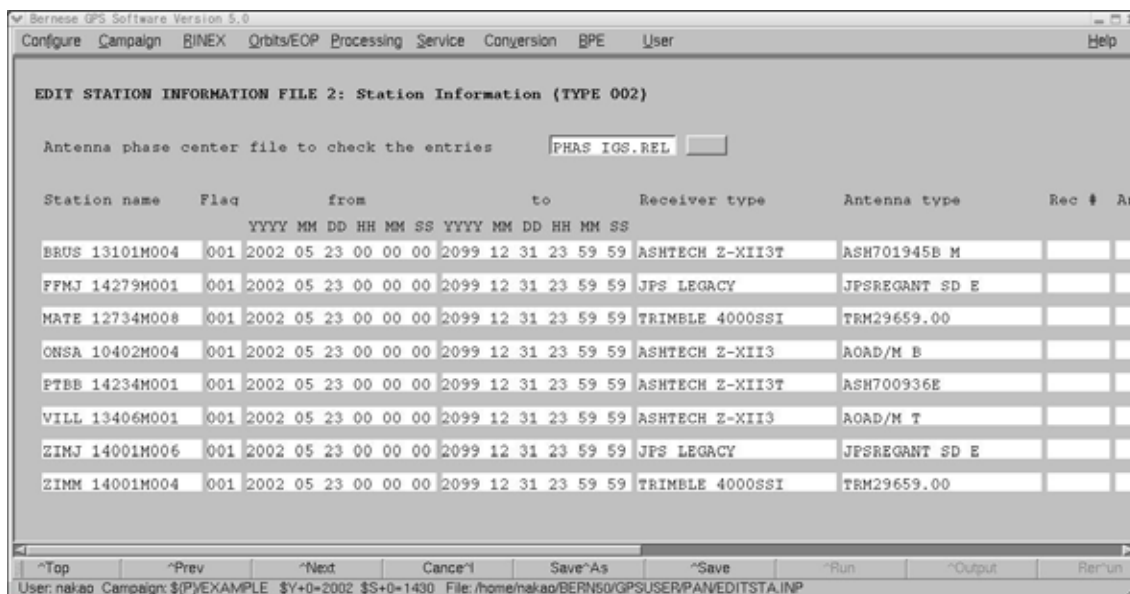 Bernese GPS Software Version 5.0
Configure Campaign RINEX Orbits/EOP Processing Service Conversion BPE User Help
EDIT STATION INFORMATION FILE 2: Station Information (TYPE 002)
Antenna phase center file to check the entries PHAS IGS.REL
Station name Flag from to Receiver type Antenna type Rec # An
YYYY MM DD HH MM SS YYYY MM DD HH MM SS
BRUS 13101M004 001 2002 05 23 00 00 00 2099 12 31 23 59 59 ASHTECH Z-XII3T ASH701945B M
FFMJ 14279M001 001 2002 05 23 00 00 00 2099 12 31 23 59 59 JPS LEGACY JPSREGANT SD E
MATE 12734M008 001 2002 05 23 00 00 00 2099 12 31 23 59 59 TRIMBLE 4000SSI TRM29659.00
ONSA 10402M004 001 2002 05 23 00 00 00 2099 12 31 23 59 59 ASHTECH Z-XII3 AOAD/M B
PTBB 14234M001 001 2002 05 23 00 00 00 2099 12 31 23 59 59 ASHTECH Z-XII3T ASH700936E
VILL 13406M001 001 2002 05 23 00 00 00 2099 12 31 23 59 59 ASHTECH Z-XII3 AOAD/M T
ZIMJ 14001M006 001 2002 05 23 00 00 00 2099 12 31 23 59 59 JPS LEGACY JPSREGANT SD E
ZIMM 14001M004 001 2002 05 23 00 00 00 2099 12 31 23 59 59 TRIMBLE 4000SSI TRM29659.00
^Top ^Prev ^Next Cance^l Save^As ^Save ^Run ^Output Rer^un
User: nakao Campaign: ${P}/EXAMPLE $Y+0=2002 $S+0=1430 File: /home/nakao/BERN50/GPSUSER/PAN/EDITSTA.INP